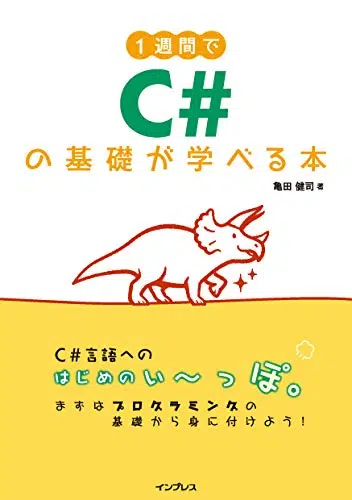 1週間で
C#
の基礎が学べる本
亀田 健司 著
C#言語への
はじめのい〜っぽ。
まずはプログラミングの
基礎から身に付けよう!
インプレス